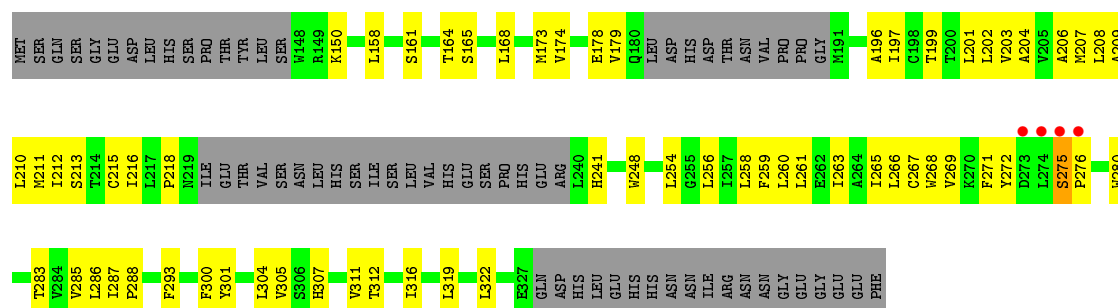 MET SER GLN SER GLY GLU ASP LEU HIS SER PRO THR TYR LEU SER W148 R149 K150 L158 S161 T164 S165 L168 M173 V174 E178 V179 Q180 LEU ASP HIS ASP THR ASN VAL PRO PRO GLY M191 A196 I197 C198 T199 T200 L201 L202 V203 A204 V205 A206 M207 L208 A209
L210 M211 I212 S213 T214 C215 I216 L217 P218 N219 ILE GLU THR VAL SER ASN LEU HIS SER ILE SER LEU VAL HIS GLU SER PRO HIS GLU ARG L240 H241 W248 L254 G255 L256 I257 L258 F259 L260 L261 E262 I263 A264 I265 L266 C267 W268 V269 K270 F271 Y272 D273 L274 S275 P276 W280
T283 V284 V285 L286 I287 P288 F293 F300 Y301 L304 V305 S306 H307 V311 T312 I316 L319 L322 E327 GLN ASP HIS LEU GLU HIS HIS ASN ASN ILE ARG ASN ASN GLY GLU GLY GLU GLU PHE